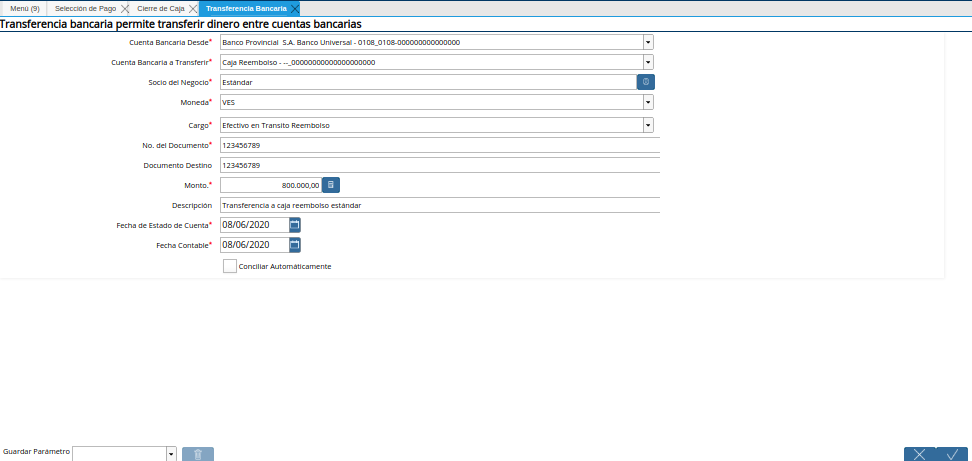 Menú (9) Selección de Pago Cierre de Caja Transferencia Bancaria
Transferencia bancaria permite transferir dinero entre cuentas bancarias
Cuenta Bancaria Desde* Banco Provincial S.A. Banco Universal - 0108_0108-000000000000000
Cuenta Bancaria a Transferir* Caja Reembolso - --_00000000000000000000
Socio del Negocio* Estándar
Moneda* VES
Cargo* Efectivo en Transito Reembolso
No. del Documento* 123456789
Documento Destino 123456789
Monto.* 800.000,00
Descripción Transferencia a caja reembolso estándar
Fecha de Estado de Cuenta* 08/06/2020
Fecha Contable* 08/06/2020
Conciliar Automáticamente
Guardar Parámetro